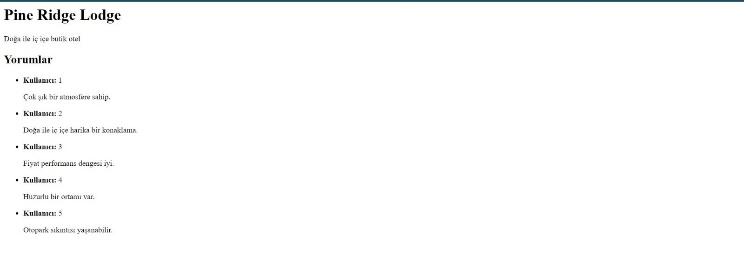 Pine Ridge Lodge
Doğa ile iç içe butik otel
Yorumlar
Kullanıcı: 1
Çok şık bir atmosfere sahip.
Kullanıcı: 2
Doğa ile iç içe harika bir konaklama.
Kullanıcı: 3
Fiyat performans dengesi iyi.
Kullanıcı: 4
Huzurlu bir ortamı var.
Kullanıcı: 5
Otopark sıkıntısı yaşanabilir.